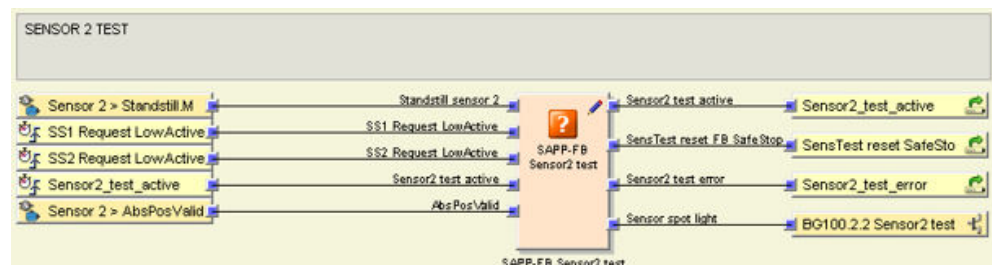 SENSOR 2 TEST
Sensor 2 > Standstill.M
Standstill sensor 2
Sensor2 test active
Sensor2_test_active
SS1 Request LowActive
SS1 Request LowActive
?
SensTest reset FB SafeStop
SensTest reset SafeSto
SS2 Request LowActive
SS2 Request LowActive
SAPP-FB
Sensor2 test
Sensor2_test_active
Sensor2 test active
Sensor2 test error
Sensor2_test_error
Sensor 2 > AbsPosValid
AbsPosValid
Sensor spot light
BG100.2.2 Sensor2 test
SAPP-FB Sensor2 test